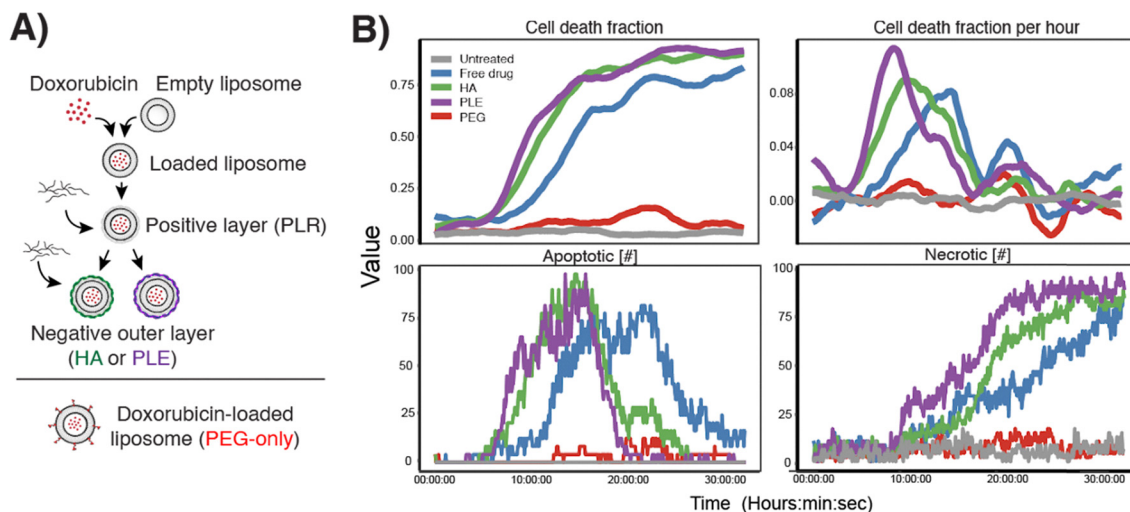 A)
Doxorubicin
Empty liposome
Loaded liposome
Positive layer (PLR)
Negative outer layer
(HA or PLE)
Doxorubicin-loaded
liposome (PEG-only)
B)
Value
Cell death fraction
0.75
0.50
0.25
0.00
Untreated
Free drug
HA
PLE
PEG
Cell death fraction per hour
0.08
0.04
0.00
Apoptotic [#]
100
75
50
25
0
00:00:00
10:00:00
20:00:00
30:00:00
Necrotic [#]
100
75
50
25
0
00:00:00
10:00:00
20:00:00
30:00:00
Time (Hours:min:sec)